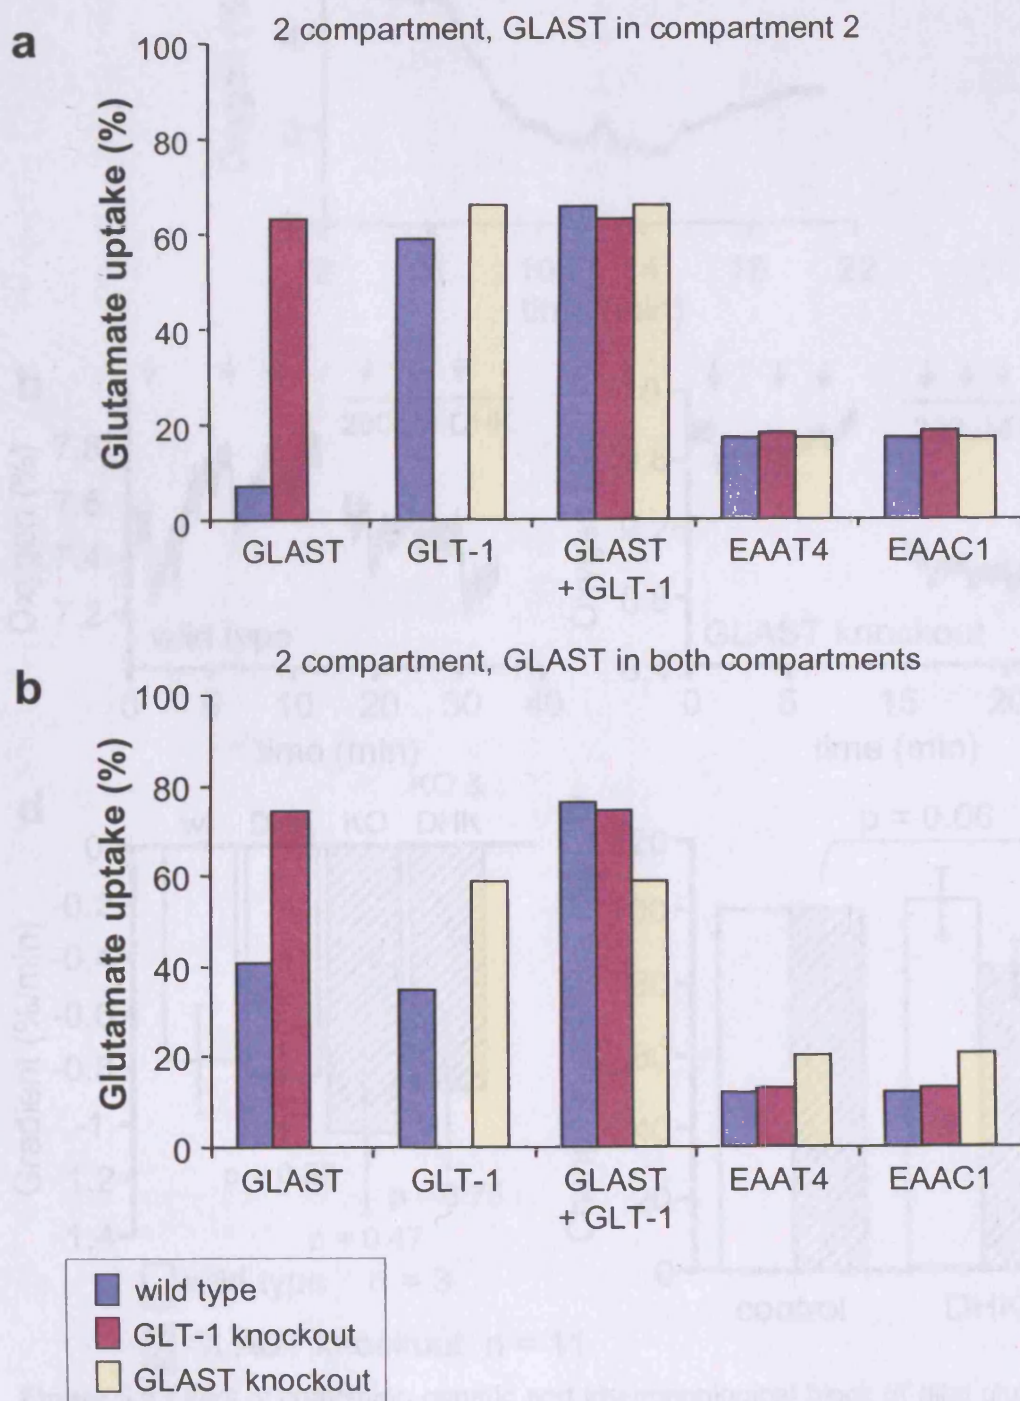 a
2 compartment, GLAST in compartment 2
Glutamate uptake (%)
100
80
60
40
20
0
GLAST
GLT-1
GLAST
+ GLT-1
EAAT4
EAAC1
b
2 compartment, GLAST in both compartments
Glutamate uptake (%)
100
80
60
40
20
0
GLAST
GLT-1
GLAST
+ GLT-1
EAAT4
EAAC1
wild type
GLT-1 knockout
GLAST knockout